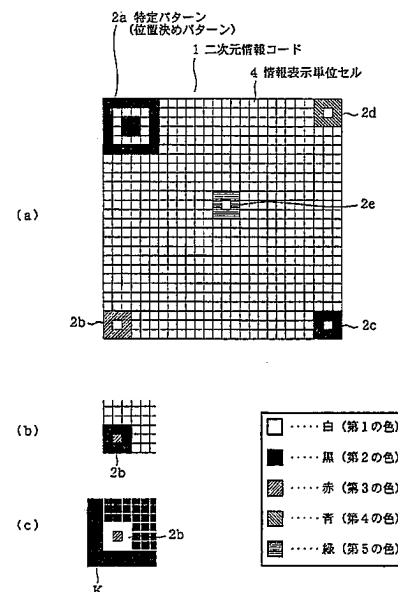 2a 特定パターン
(位置決めパターン)
1 二次元情報コード
4 情報表示単位セル
2d
(a)
2e
2b
2c
(b)
2b
(c)
2b
K
‥‥‥白 (第1の色)
‥‥‥黒 (第2の色)
‥‥‥赤 (第3の色)
‥‥‥青 (第4の色)
‥‥‥緑 (第5の色)